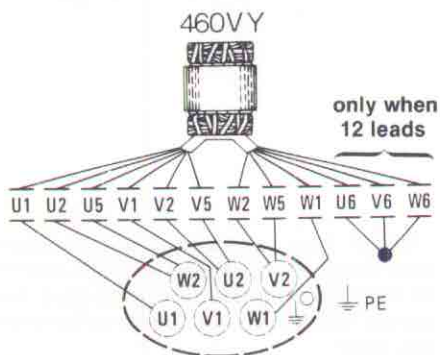 460VY
only when
12 leads
U1 U2 U5 V1 V2 V5 W2 W5 W1 U6 V6 W6
W2 U2 V2
U1 V1 W1 PE